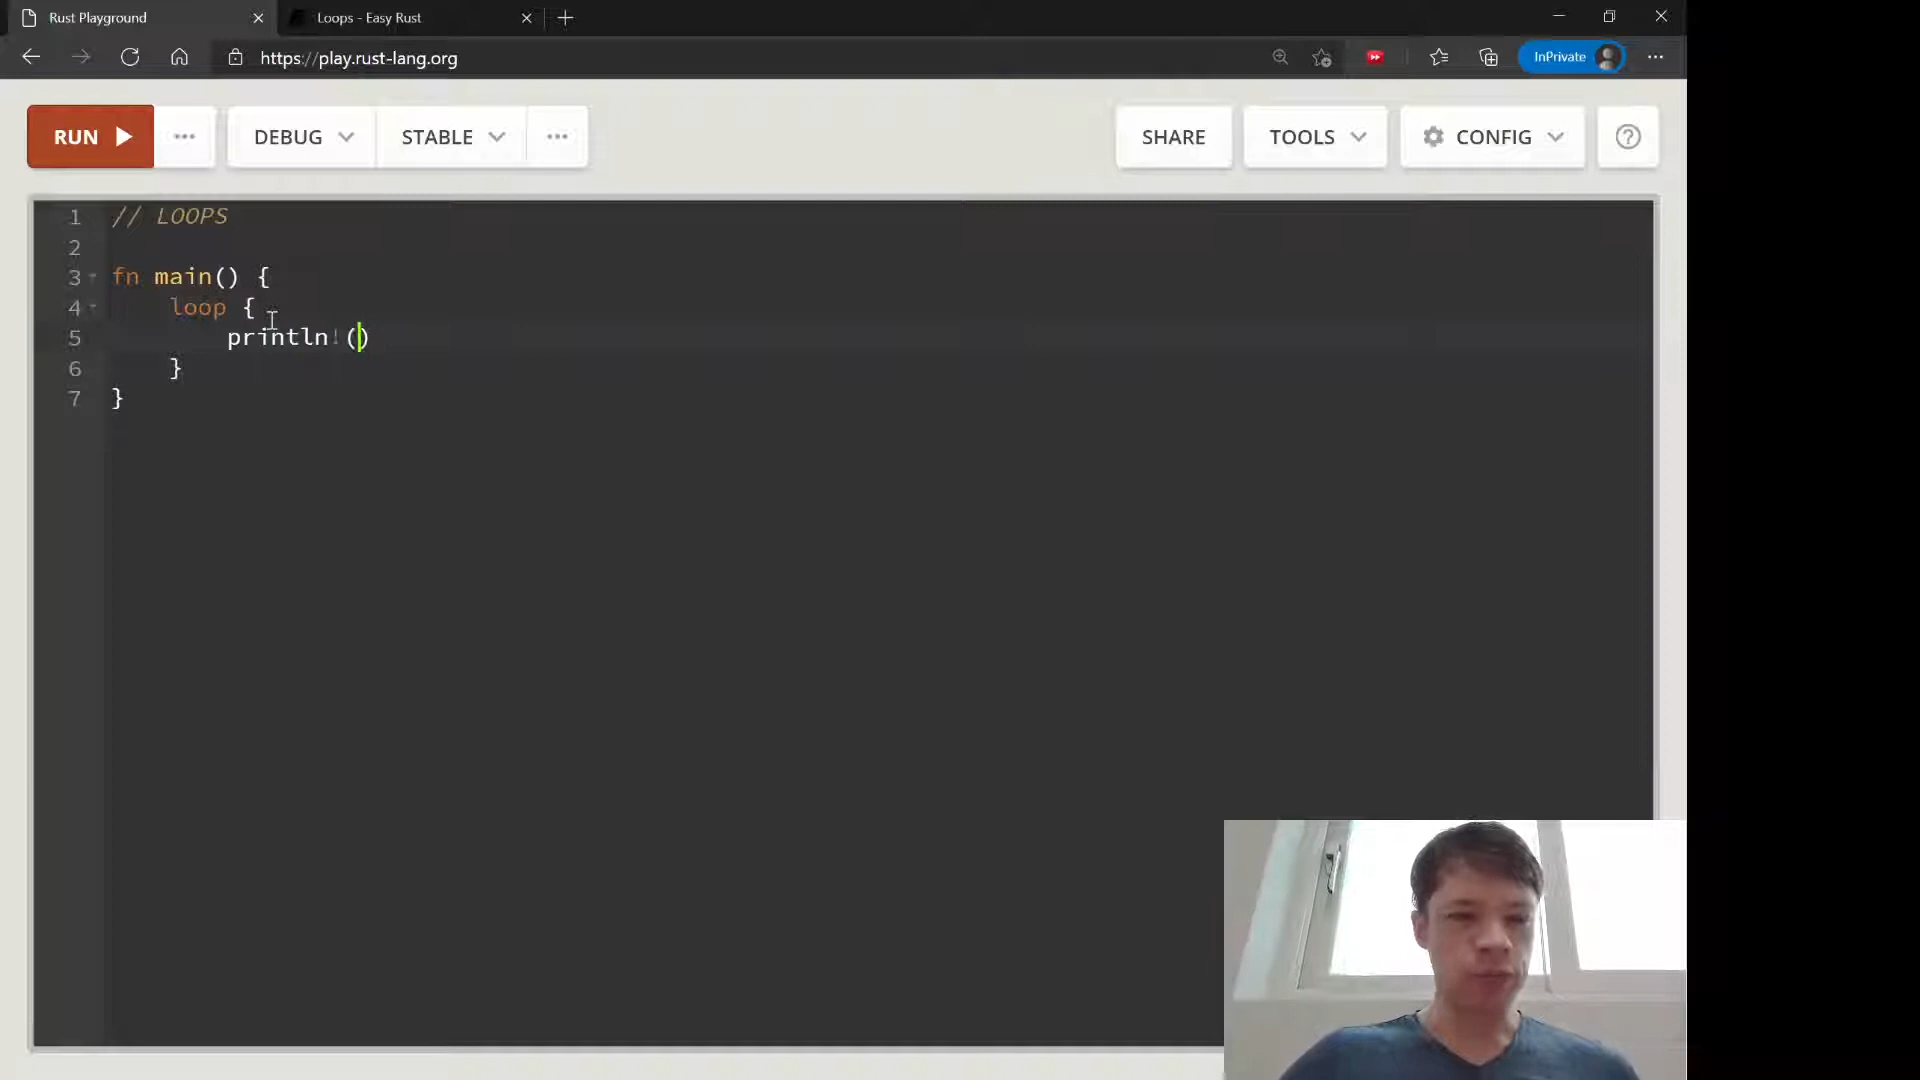 Rust Playground
Loops - Easy Rust
https://play.rust-lang.org
InPrivate
RUN
DEBUG
STABLE
SHARE
TOOLS
CONFIG
1 // LOOPS
2
3 fn main() {
4     loop {
5         println!()
6     }
7 }